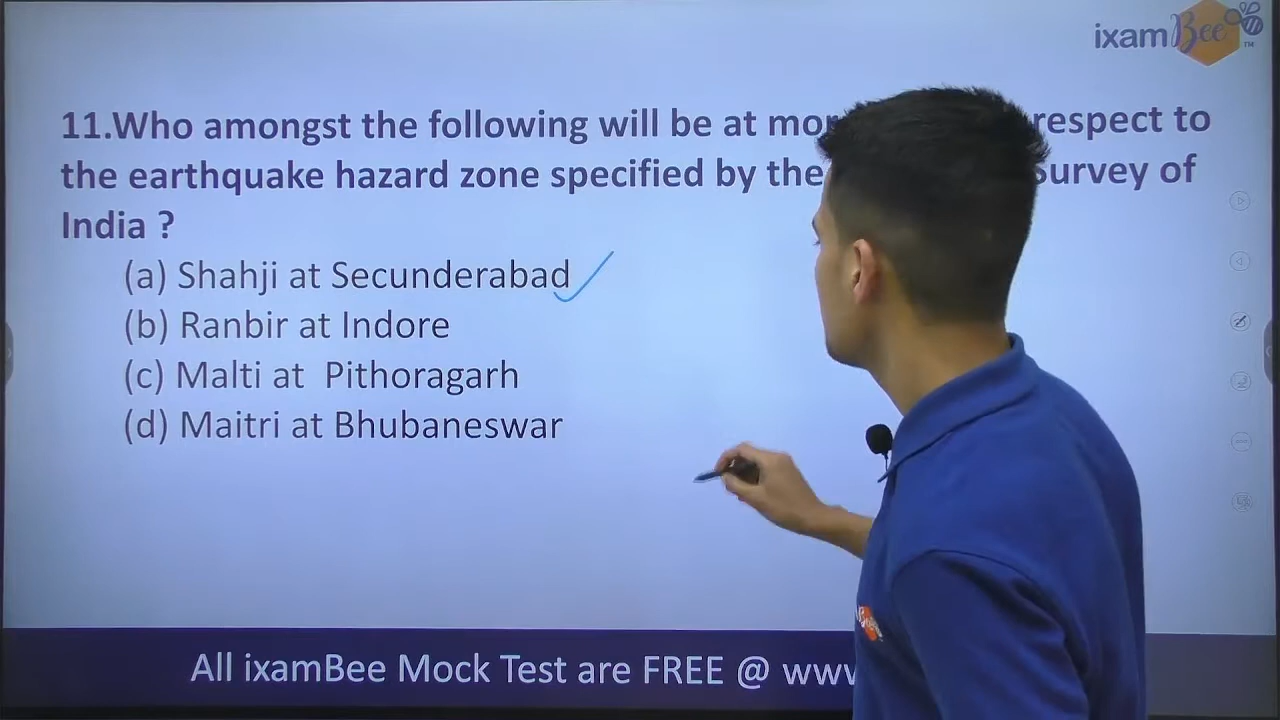 ixamBee
TM
11.Who amongst the following will be at respect to
the earthquake hazard zone specified by the Survey of
India ?
(a) Shahji at Secunderabad
(b) Ranbir at Indore
(c) Malti at Pithoragarh
(d) Maitri at Bhubaneswar
All ixamBee Mock Test are FREE @